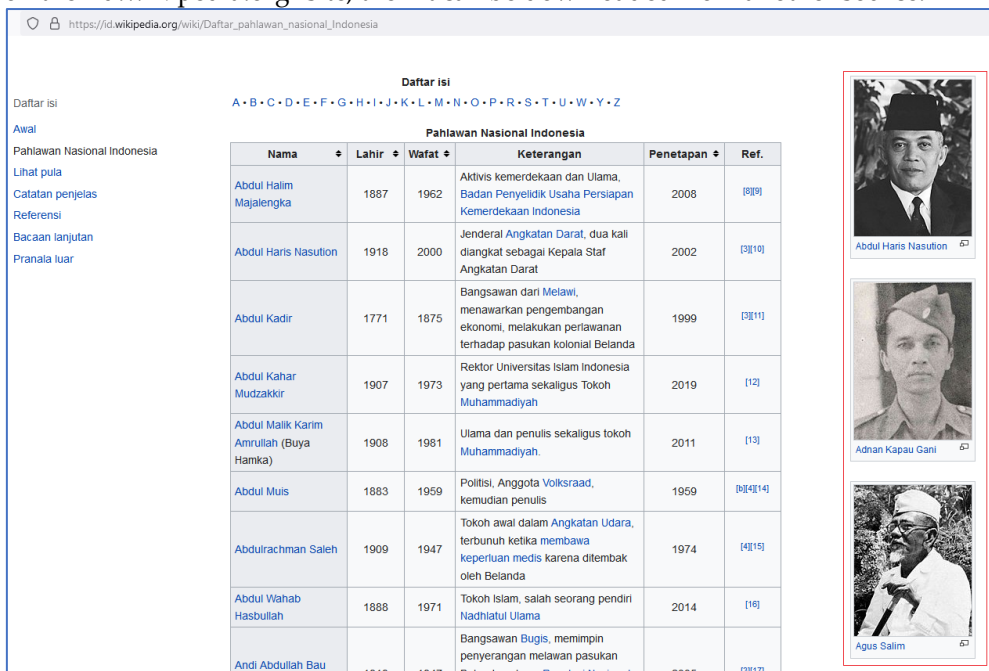 https://id.wikipedia.org/wiki/Daftar_pahlawan_nasional_Indonesia
Daftar isi
Awal
Pahlawan Nasional Indonesia
Lihat pula
Catatan penjelas
Referensi
Bacaan lanjutan
Pranala luar
Daftar isi
A • B • C • D • E • F • G • H • I • J • K • L • M • N • O • P • R • S • T • U • W • Y • Z
Pahlawan Nasional Indonesia
Nama Lahir Wafat Keterangan Penetapan Ref.
Abdul Halim
Majalengka
1887 1962
Aktivis kemerdekaan dan Ulama,
Badan Penyelidik Usaha Persiapan
Kemerdekaan Indonesia
2008 [8][9]
Abdul Haris Nasution 1918 2000
Jenderal Angkatan Darat, dua kali
diangkat sebagai Kepala Staf
Angkatan Darat
2002 [3][10]
Abdul Kadir 1771 1875
Bangsawan dari Melawi,
menawarkan pengembangan
ekonomi, melakukan perlawanan
terhadap pasukan kolonial Belanda
1999 [3][11]
Abdul Kahar
Mudzakkir
1907 1973
Rektor Universitas Islam Indonesia
yang pertama sekaligus Tokoh
Muhammadiyah
2019 [12]
Abdul Malik Karim
Amrullah (Buya
Hamka)
1908 1981
Ulama dan penulis sekaligus tokoh
Muhammadiyah.
2011 [13]
Abdul Muis 1883 1959
Politisi, Anggota Volksraad,
kemudian penulis
1959 [b][4][14]
Abdulrachman Saleh 1909 1947
Tokoh awal dalam Angkatan Udara,
terbunuh ketika membawa
keperluan medis karena ditembak
oleh Belanda
1974 [4][15]
Abdul Wahab
Hasbullah
1888 1971
Tokoh Islam, salah seorang pendiri
Nadhlatul Ulama
2014 [16]
Andi Abdullah Bau
Bangsawan Bugis, memimpin
penyerangan melawan pasukan
Abdul Haris Nasution
Adnan Kapau Gani
Agus Salim